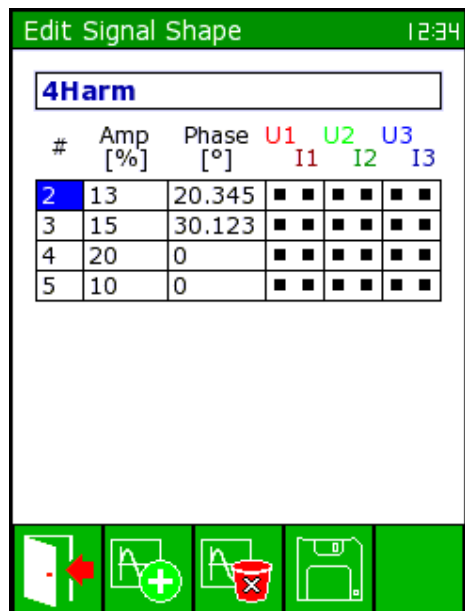 Edit Signal Shape 12:34
4Harm
# Amp [%] Phase [°] U1 I1 U2 I2 U3 I3
2 13 20.345
3 15 30.123
4 20 0
5 10 0